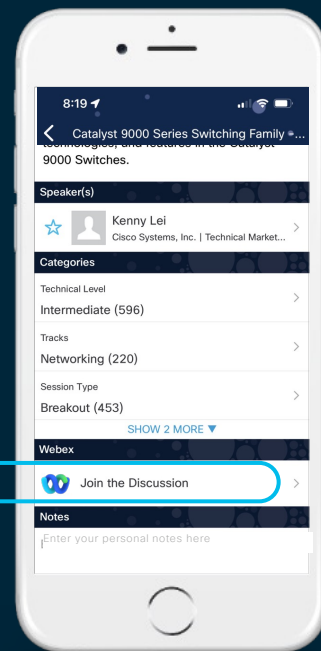 8:19
Catalyst 9000 Series Switching Family -...
technologies, and features in the Catalyst
9000 Switches.
Speaker(s)
Kenny Lei
Cisco Systems, Inc. | Technical Market...
Categories
Technical Level
Intermediate (596)
Tracks
Networking (220)
Session Type
Breakout (453)
SHOW 2 MORE ▼
Webex
Join the Discussion
Notes
Enter your personal notes here